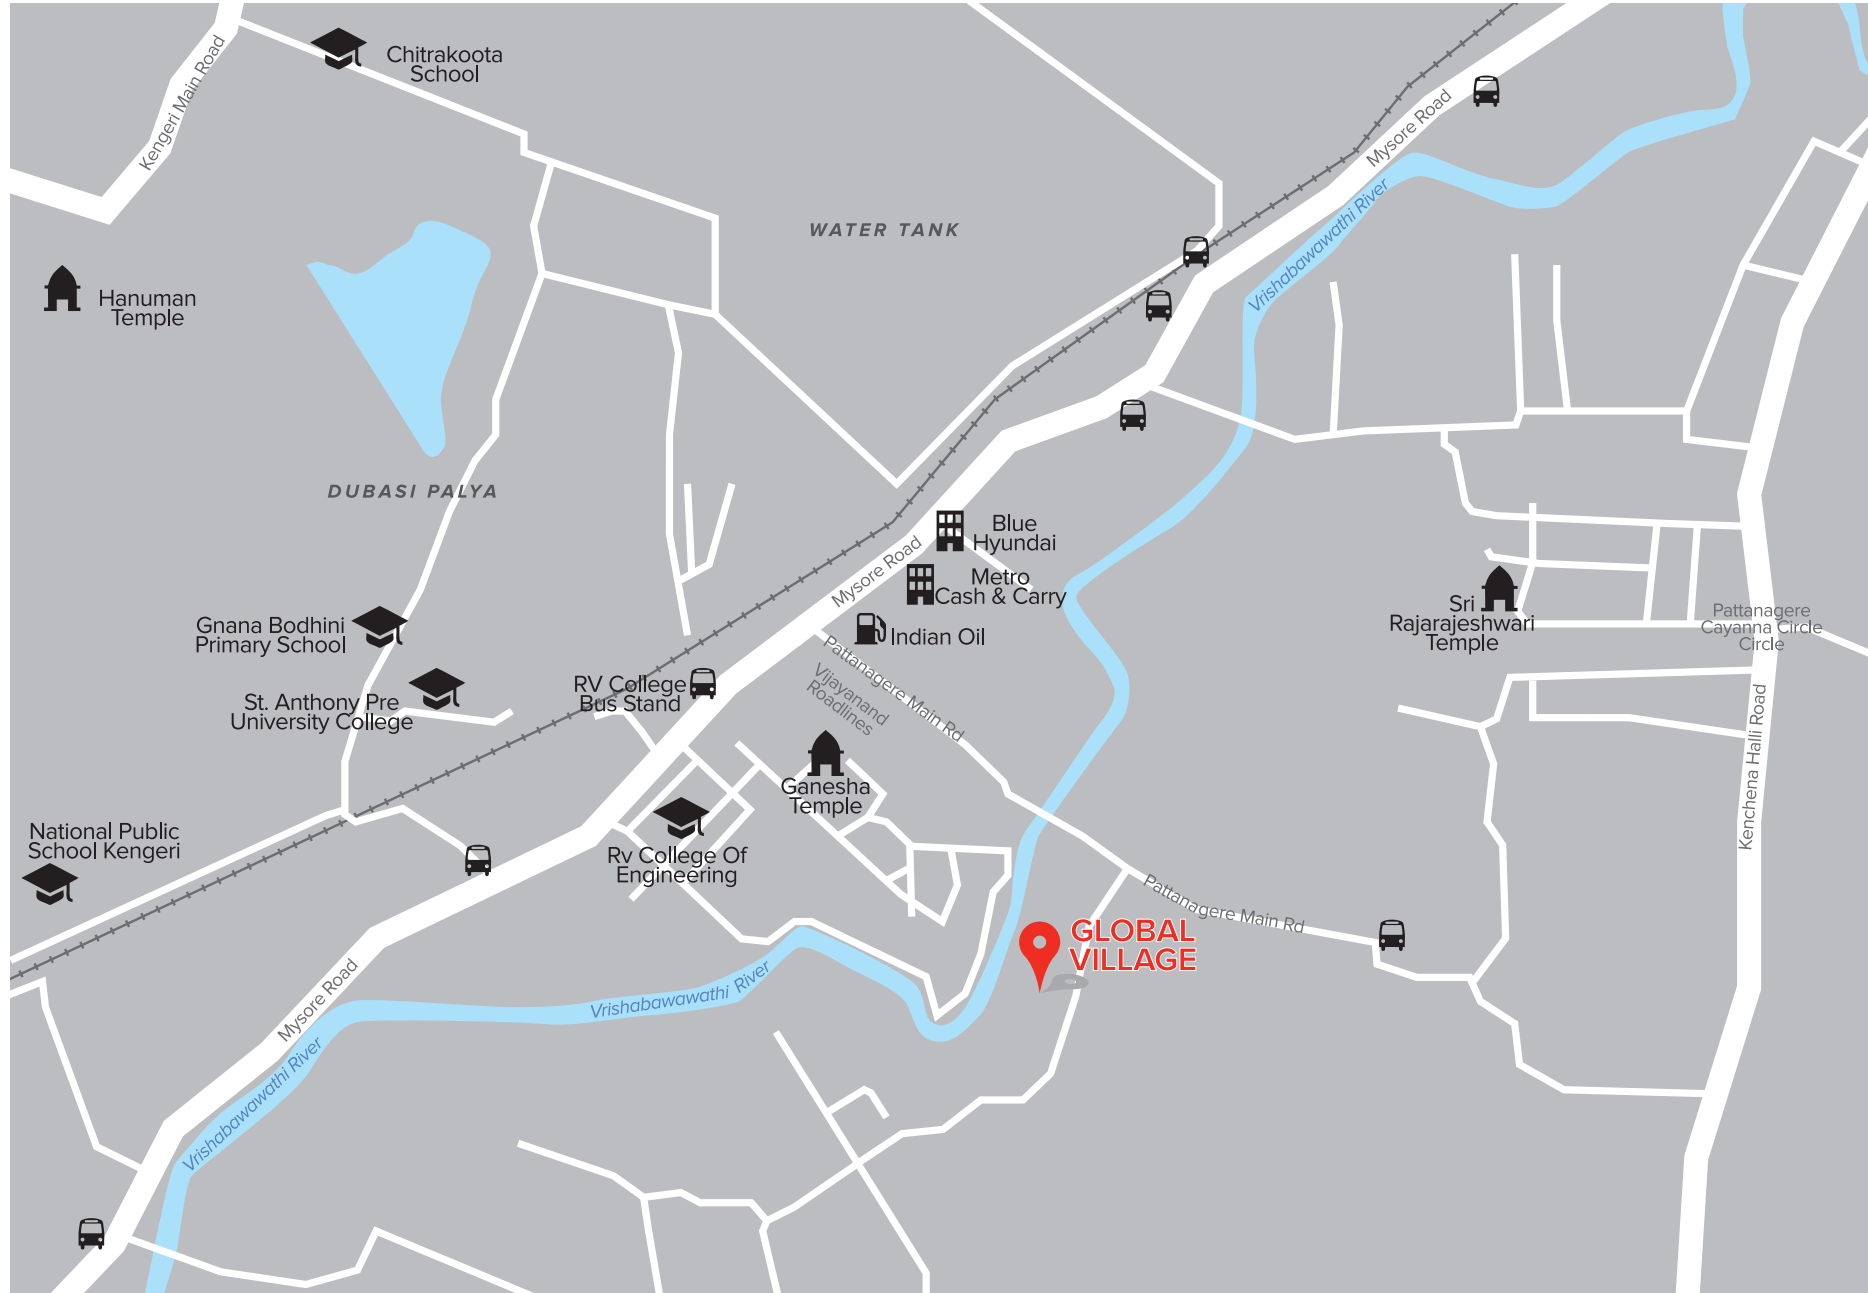 Chitrakoota
School
Kengeri Main Road
Mysore Road
Vrishabawawathi River
WATER TANK
Hanuman
Temple
DUBASI PALYA
Blue
Hyundai
Mysore Road
Metro
Cash & Carry
Indian Oil
Sri
Rajarajeshwari
Temple
Pattanagere
Cayanna Circle
Circle
Gnana Bodhini
Primary School
St. Anthony Pre
University College
RV College
Bus Stand
Pattanagere Main Rd
Vijayanand
Roadlines
Kenchena Halli Road
Ganesha
Temple
National Public
School Kengeri
Rv College Of
Engineering
Pattanagere Main Rd
GLOBAL
VILLAGE
Mysore Road
Vrishabawawathi River
Vrishabawawathi River